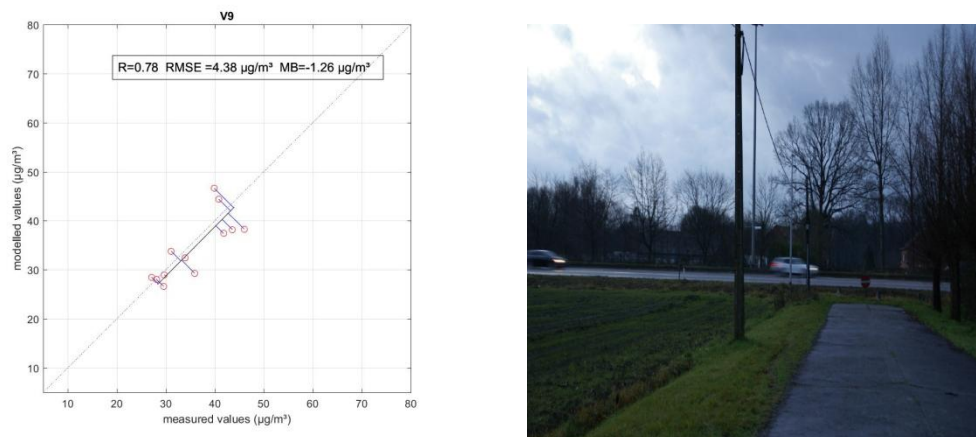 V9
R=0.78 RMSE =4.38 µg/m³ MB=-1.26 µg/m³
modelled values (µg/m³)
80
70
60
50
40
30
20
10
10 20 30 40 50 60 70 80
measured values (µg/m³)